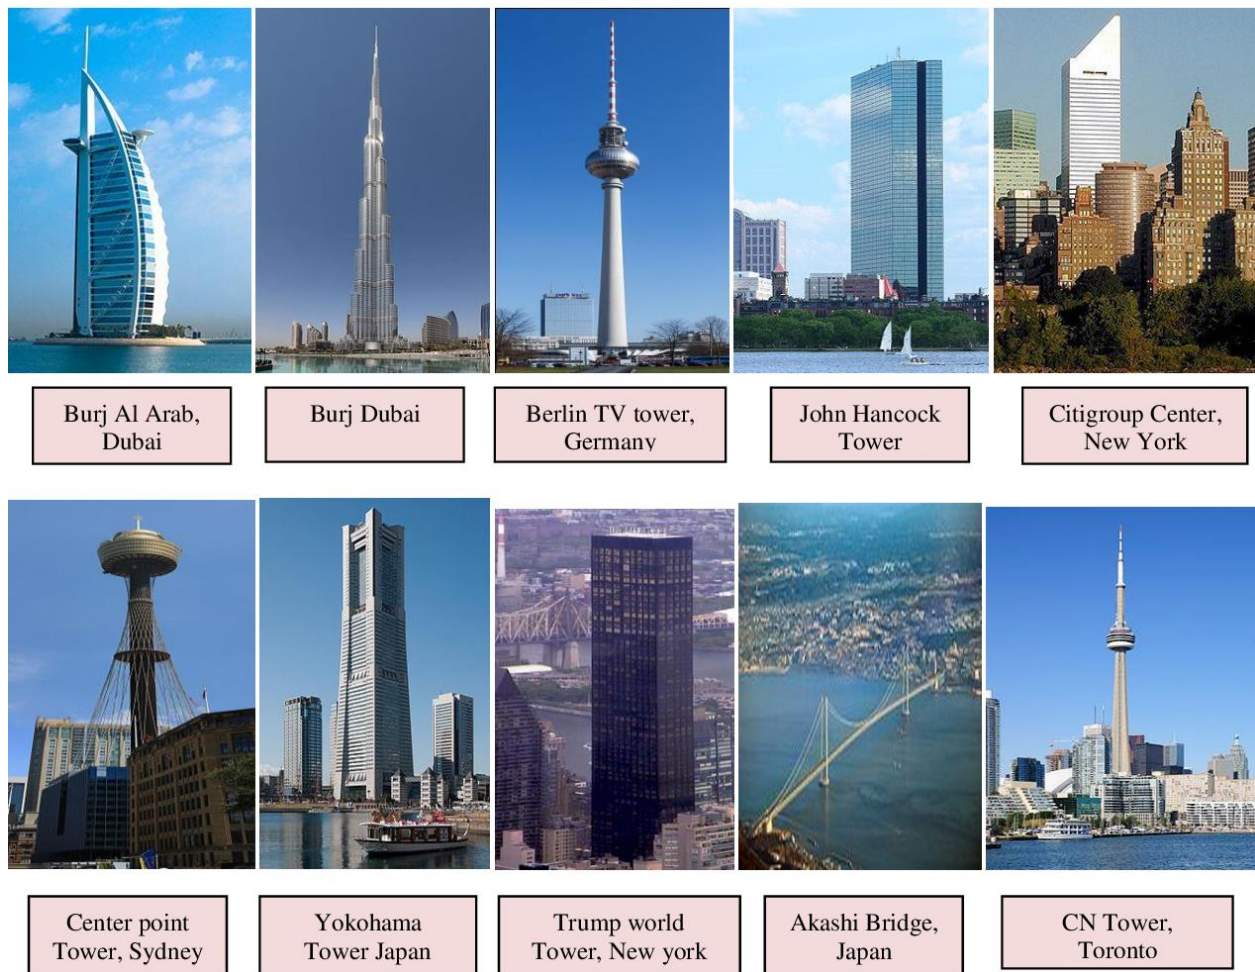 Burj Al Arab,
Dubai
Burj Dubai
Berlin TV tower,
Germany
John Hancock
Tower
Citigroup Center,
New York
Center point
Tower, Sydney
Yokohama
Tower Japan
Trump world
Tower, New york
Akashi Bridge,
Japan
CN Tower,
Toronto